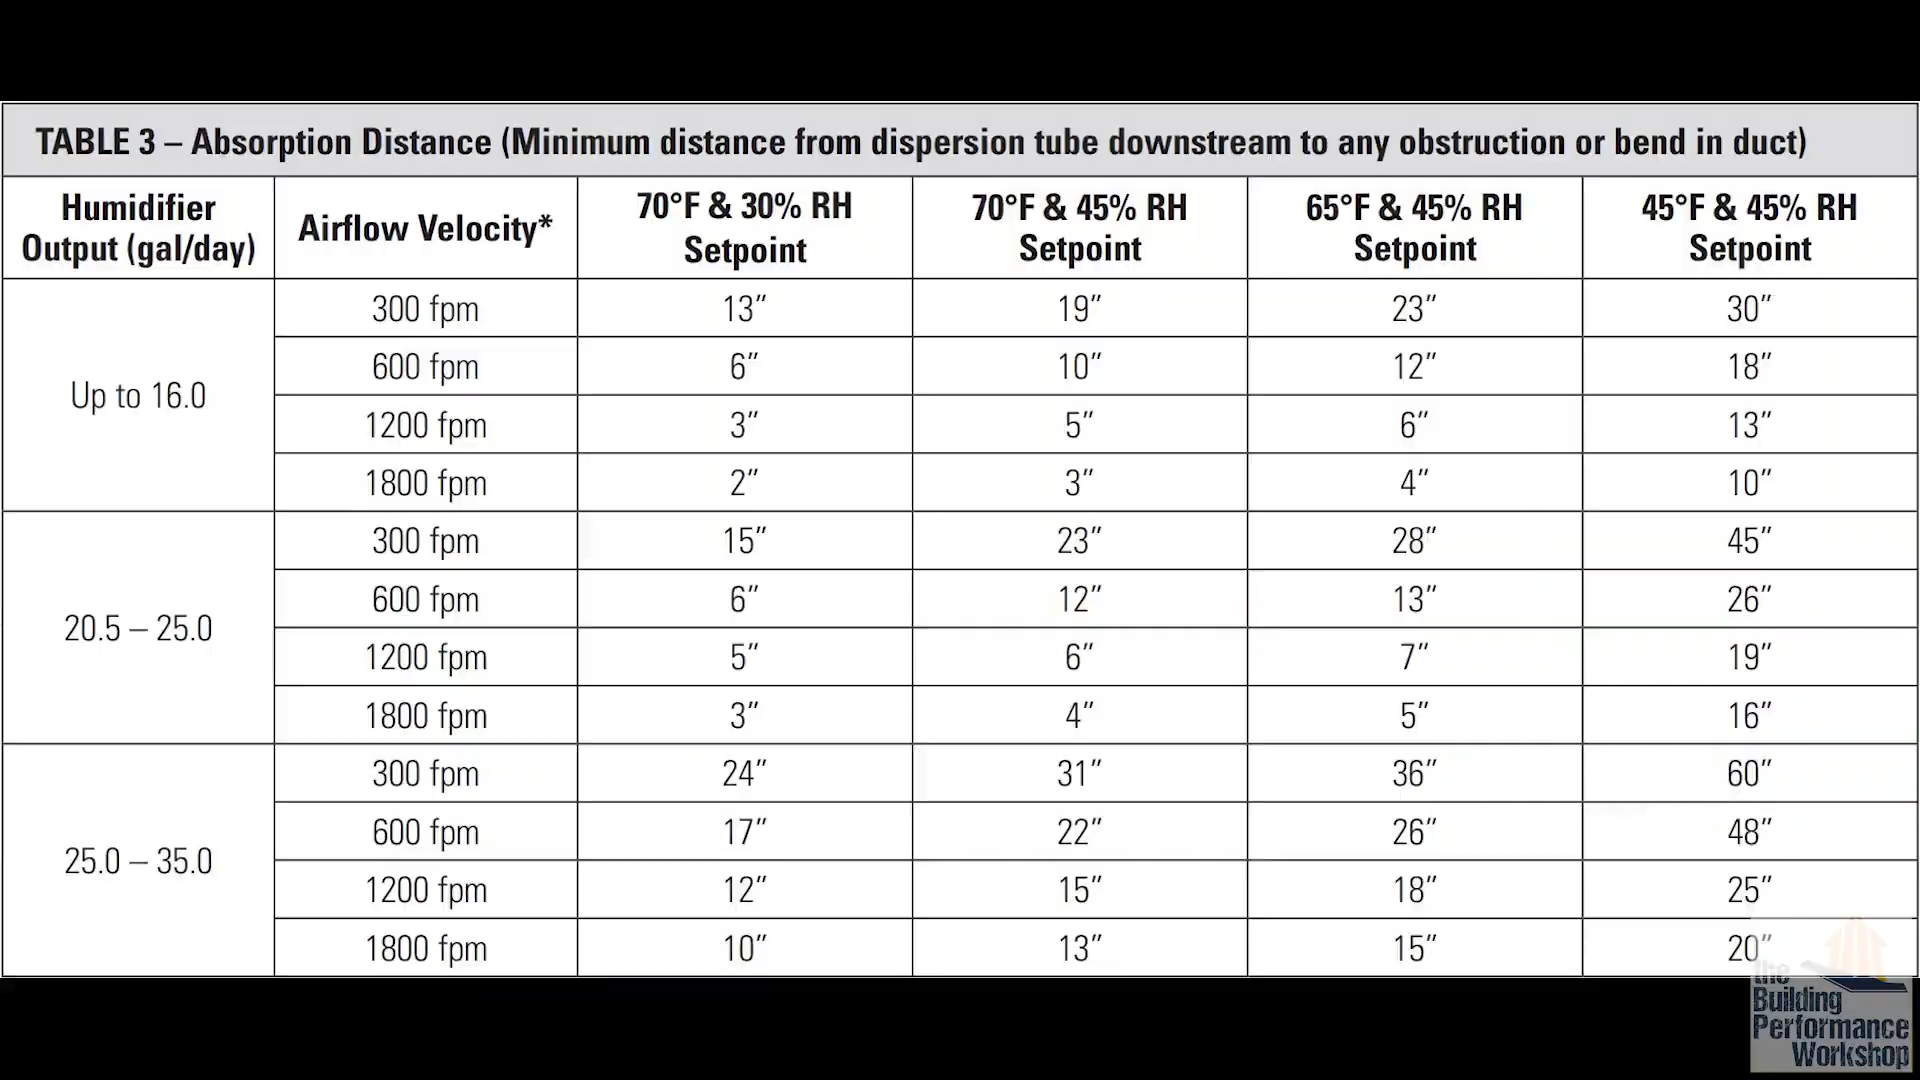 TABLE 3 – Absorption Distance (Minimum distance from dispersion tube downstream to any obstruction or bend in duct)
Humidifier Output (gal/day) Airflow Velocity* 70°F & 30% RH Setpoint 70°F & 45% RH Setpoint 65°F & 45% RH Setpoint 45°F & 45% RH Setpoint
Up to 16.0
300 fpm 13” 19” 23” 30”
600 fpm 6” 10” 12” 18”
1200 fpm 3” 5” 6” 13”
1800 fpm 2” 3” 4” 10”
20.5 – 25.0
300 fpm 15” 23” 28” 45”
600 fpm 6” 12” 13” 26”
1200 fpm 5” 6” 7” 19”
1800 fpm 3” 4” 5” 16”
25.0 – 35.0
300 fpm 24” 31” 36” 60”
600 fpm 17” 22” 26” 48”
1200 fpm 12” 15” 18” 25”
1800 fpm 10” 13” 15” 20”
the
Building
Performance
Workshop